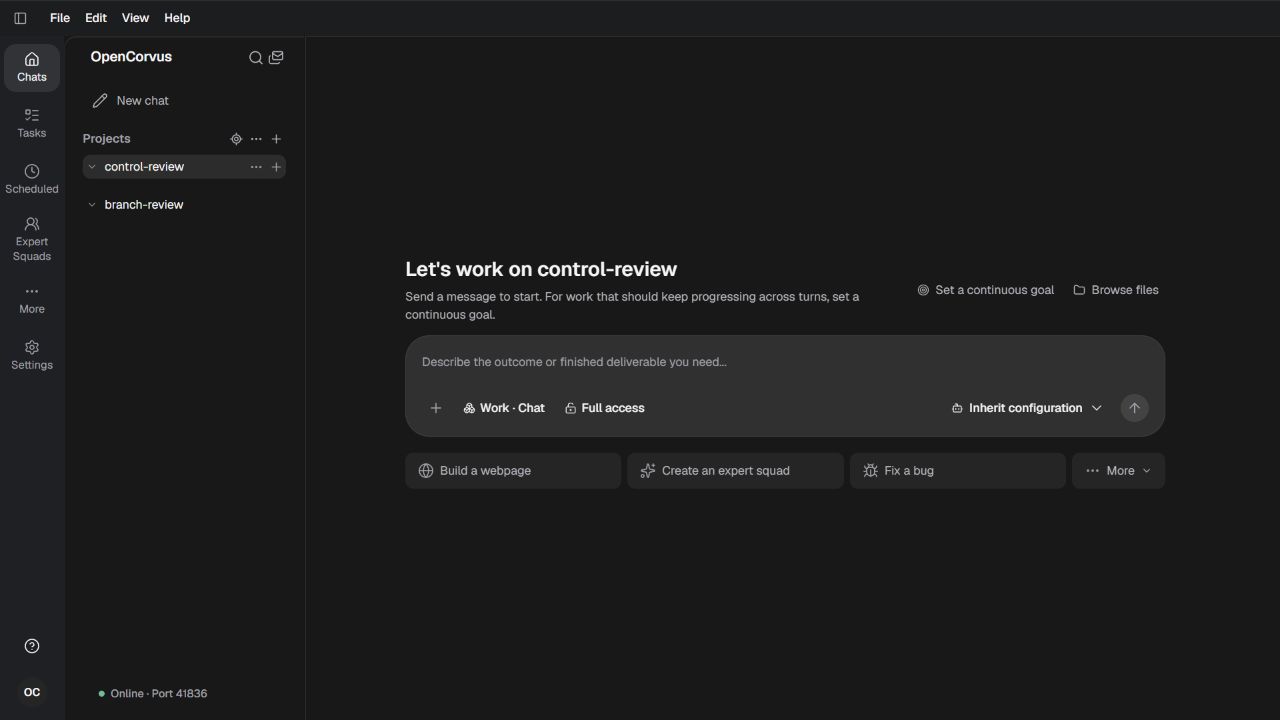 File Edit View Help
Chats
Tasks
Scheduled
Expert
Squads
More
Settings
OC
OpenCorvus
New chat
Projects
control-review
branch-review
Online · Port 41836
Let's work on control-review
Send a message to start. For work that should keep progressing across turns, set a
continuous goal.
Set a continuous goal
Browse files
Describe the outcome or finished deliverable you need...
Work · Chat
Full access
Inherit configuration
Build a webpage
Create an expert squad
Fix a bug
More